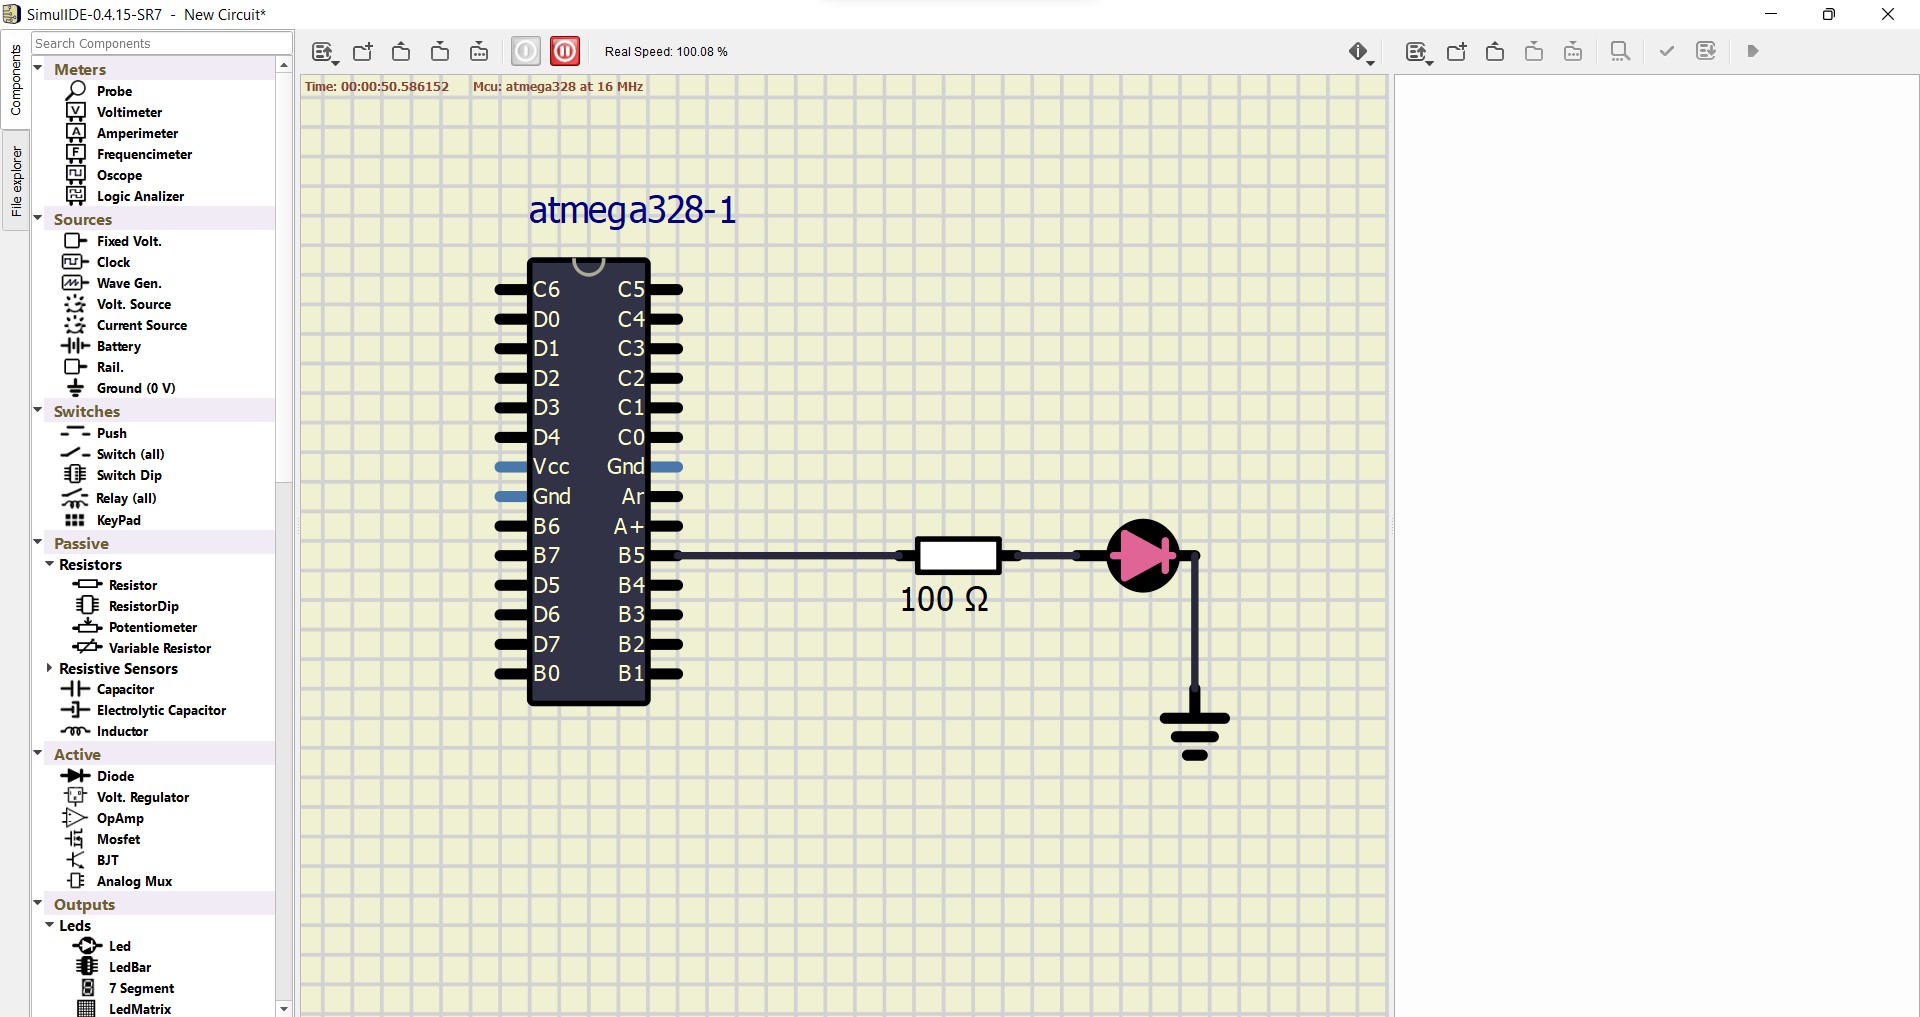 SimulIDE-0.4.15-SR7 - New Circuit*
Components
File explorer
Search Components
Meters
Probe
Voltimeter
Amperimeter
Frequencimeter
Oscope
Logic Analizer
Sources
Fixed Volt.
Clock
Wave Gen.
Volt. Source
Current Source
Battery
Rail.
Ground (0 V)
Switches
Push
Switch (all)
Switch Dip
Relay (all)
KeyPad
Passive
Resistors
Resistor
ResistorDip
Potentiometer
Variable Resistor
Resistive Sensors
Capacitor
Electrolytic Capacitor
Inductor
Active
Diode
Volt. Regulator
OpAmp
Mosfet
BJT
Analog Mux
Outputs
Leds
Led
LedBar
7 Segment
LedMatrix
Real Speed: 100.08 %
Time: 00:00:50.586152 Mcu: atmega328 at 16 MHz
atmega328-1
C6 C5
D0 C4
D1 C3
D2 C2
D3 C1
D4 C0
Vcc Gnd
Gnd Ar
B6 A+
B7 B5
D5 B4
D6 B3
D7 B2
B0 B1
100 Ω